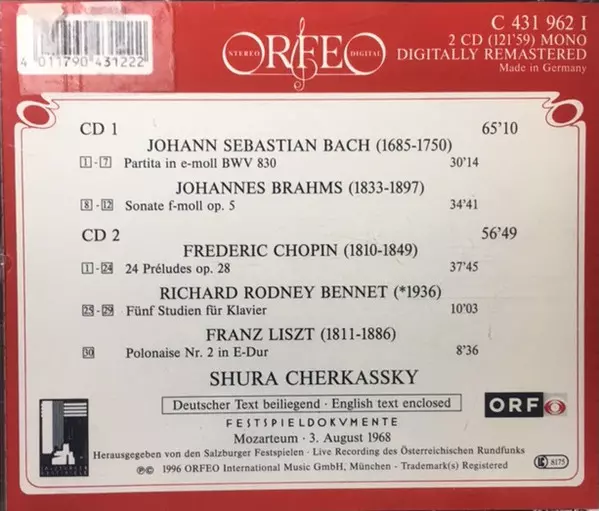 4 011790 431222
STEREO ORFEO DIGITAL
C 431 962 I
2 CD (121'59) MONO
DIGITALLY REMASTERED
Made in Germany
CD 1 65'10
JOHANN SEBASTIAN BACH (1685-1750)
1 - 7 Partita in e-moll BWV 830 30'14
JOHANNES BRAHMS (1833-1897)
8 - 12 Sonate f-moll op. 5 34'41
CD 2 56'49
FREDERIC CHOPIN (1810-1849)
1 - 24 24 Préludes op. 28 37'45
RICHARD RODNEY BENNET (*1936)
25 - 29 Fünf Studien für Klavier 10'03
FRANZ LISZT (1811-1886)
30 Polonaise Nr. 2 in E-Dur 8'36
SHURA CHERKASSKY
Deutscher Text beiliegend · English text enclosed
FESTSPIELDOKUMENTE
Mozarteum · 3. August 1968
SALZBURGER FESTSPIELE
ORF
Herausgegeben von den Salzburger Festspielen · Live Recording des Österreichischen Rundfunks
℗© 1996 ORFEO International Music GmbH, München · Trademark(s) Registered
LC 8175